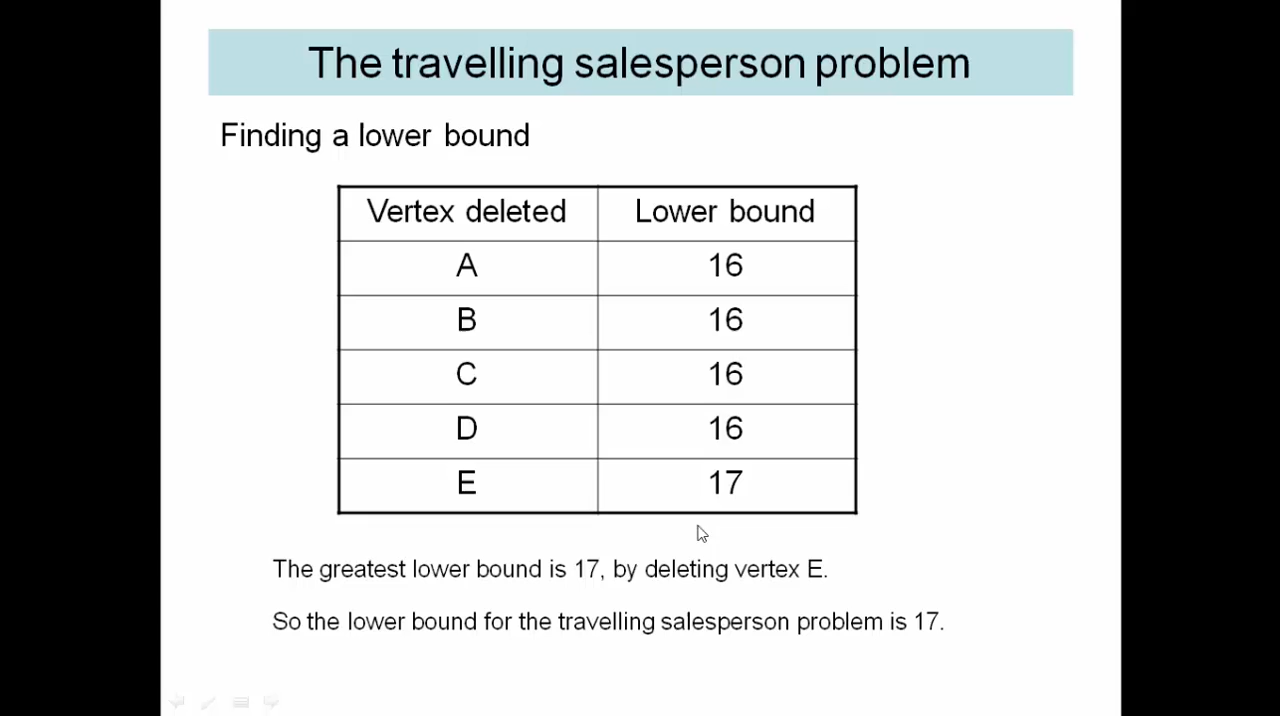 The travelling salesperson problem
Finding a lower bound
Vertex deleted Lower bound
A 16
B 16
C 16
D 16
E 17
The greatest lower bound is 17, by deleting vertex E.
So the lower bound for the travelling salesperson problem is 17.